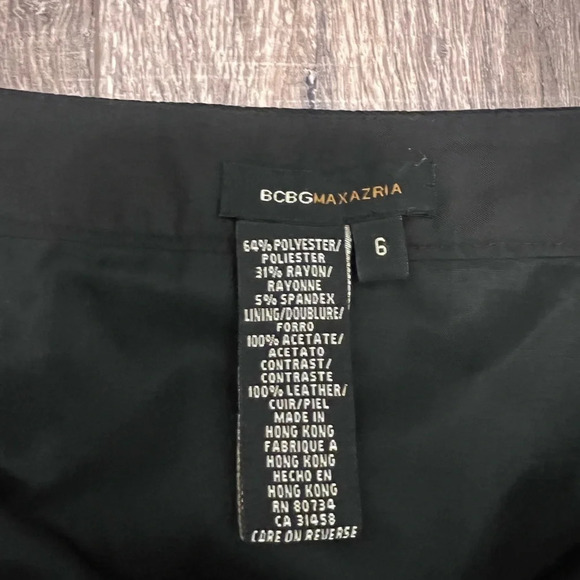 BCBGMAXAZRIA
6
64% POLYESTER/
POLIESTER
31% RAYON/
RAYONNE
5% SPANDEX
LINING/DOUBLURE/
FORRO
100% ACETATE/
ACETATO
CONTRAST/
CONTRASTE
100% LEATHER/
CUIR/PIEL
MADE IN
HONG KONG
FABRIQUE A
HONG KONG
HECHO EN
HONG KONG
RN 80734
CA 31458
CARE ON REVERSE